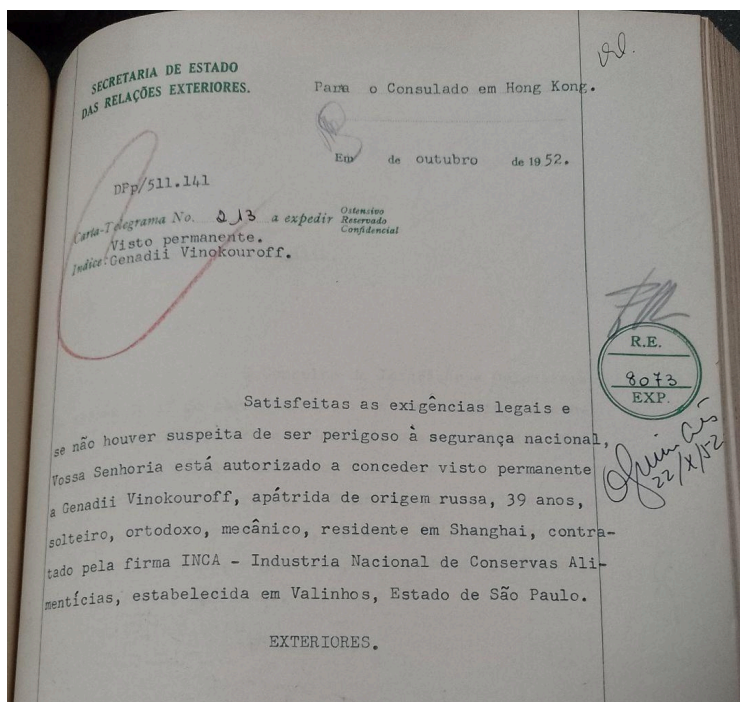 SECRETARIA DE ESTADO
DAS RELAÇÕES EXTERIORES.
Para o Consulado em Hong Kong.
Em de outubro de 1952.
DPp/511.141
Carta-Telegrama No. 213 a expedir Ostensivo
Reservado
Confidencial
Visto permanente.
Indice: Genadii Vinokouroff.
R.E.
8073
EXP.
22/X/52
Satisfeitas as exigências legais e
se não houver suspeita de ser perigoso à segurança nacional,
Vossa Senhoria está autorizado a conceder visto permanente
a Genadii Vinokouroff, apátrida de origem russa, 39 anos,
solteiro, ortodoxo, mecânico, residente em Shanghai, contra-
tado pela firma INCA - Industria Nacional de Conservas Ali-
mentícias, estabelecida em Valinhos, Estado de São Paulo.
EXTERIORES.